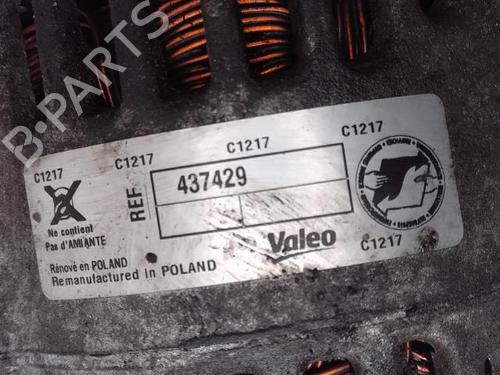 B-PARTS
C1217
C1217
C1217
C1217
REF
437429
Ne contient
Pas d'AMIANTE
Valeo
C1217
Rénové en POLAND
Remanufactured in POLAND